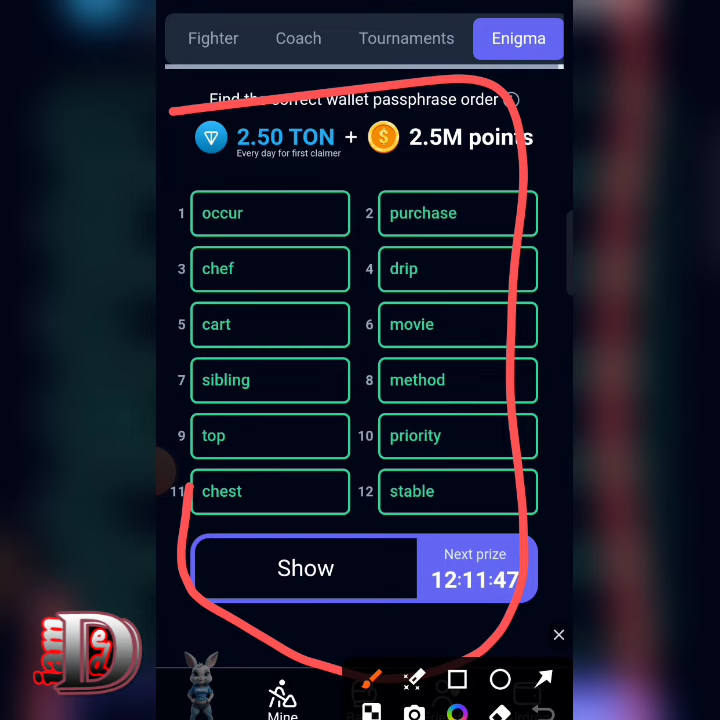 Fighter Coach Tournaments Enigma
Find the correct wallet passphrase order
2.50 TON + 2.5M points
Every day for first claimer
1 occur 2 purchase
3 chef 4 drip
5 cart 6 movie
7 sibling 8 method
9 top 10 priority
11 chest 12 stable
Show Next prize
12:11:47
Mine